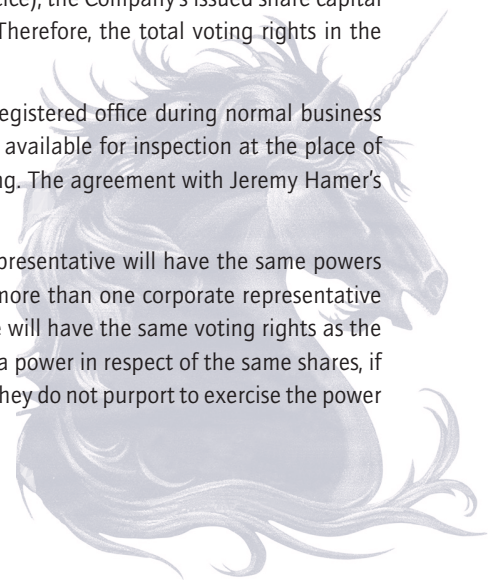 the Company's issued share capital
Therefore, the total voting rights in the
egistered office during normal business
available for inspection at the place of
ng. The agreement with Jeremy Hamer's
presentative will have the same powers
more than one corporate representative
will have the same voting rights as the
a power in respect of the same shares, if
they do not purport to exercise the power